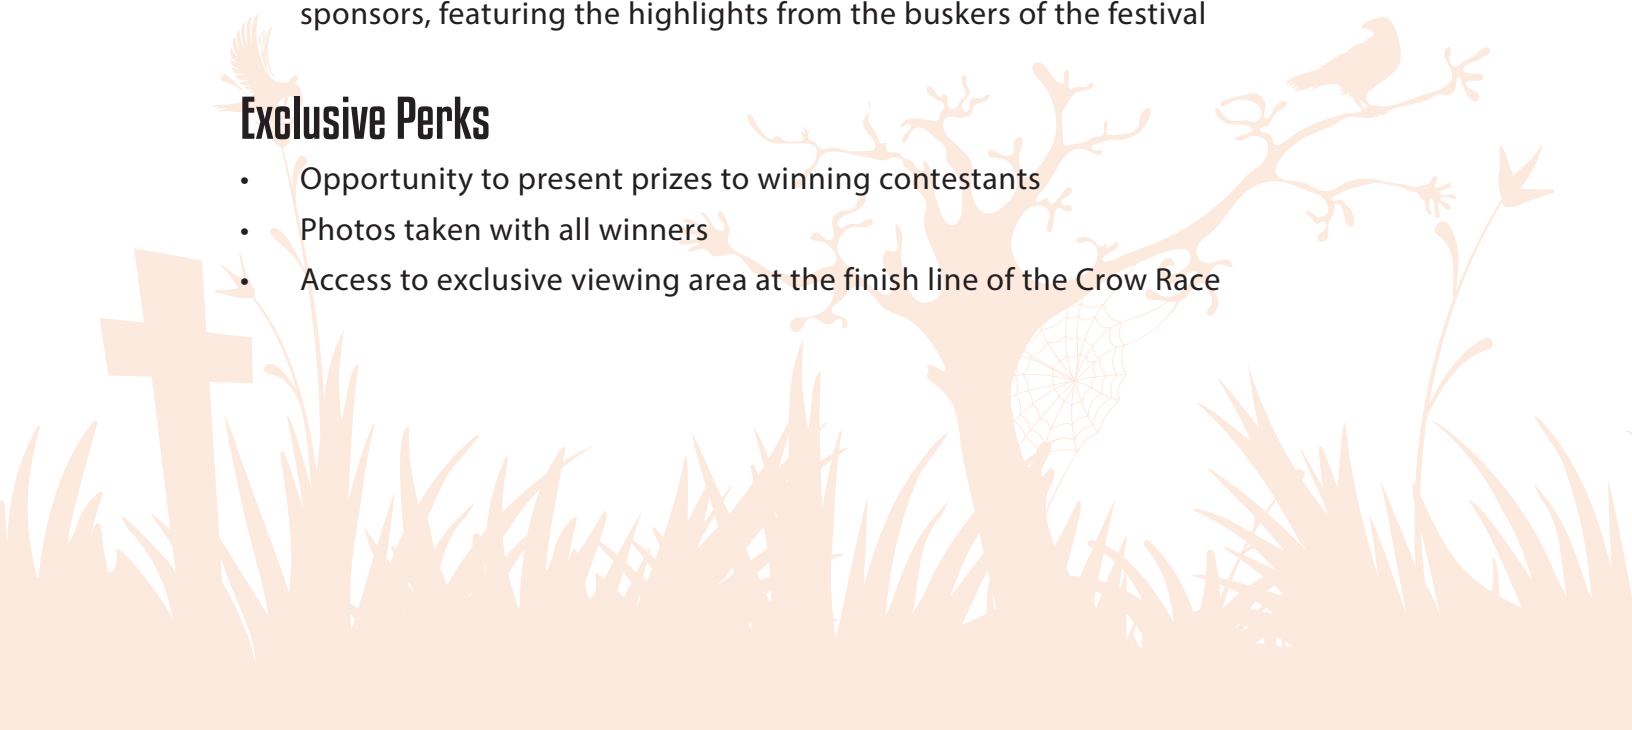 sponsors, featuring the highlights from the buskers of the festival
Exclusive Perks
• Opportunity to present prizes to winning contestants
• Photos taken with all winners
• Access to exclusive viewing area at the finish line of the Crow Race